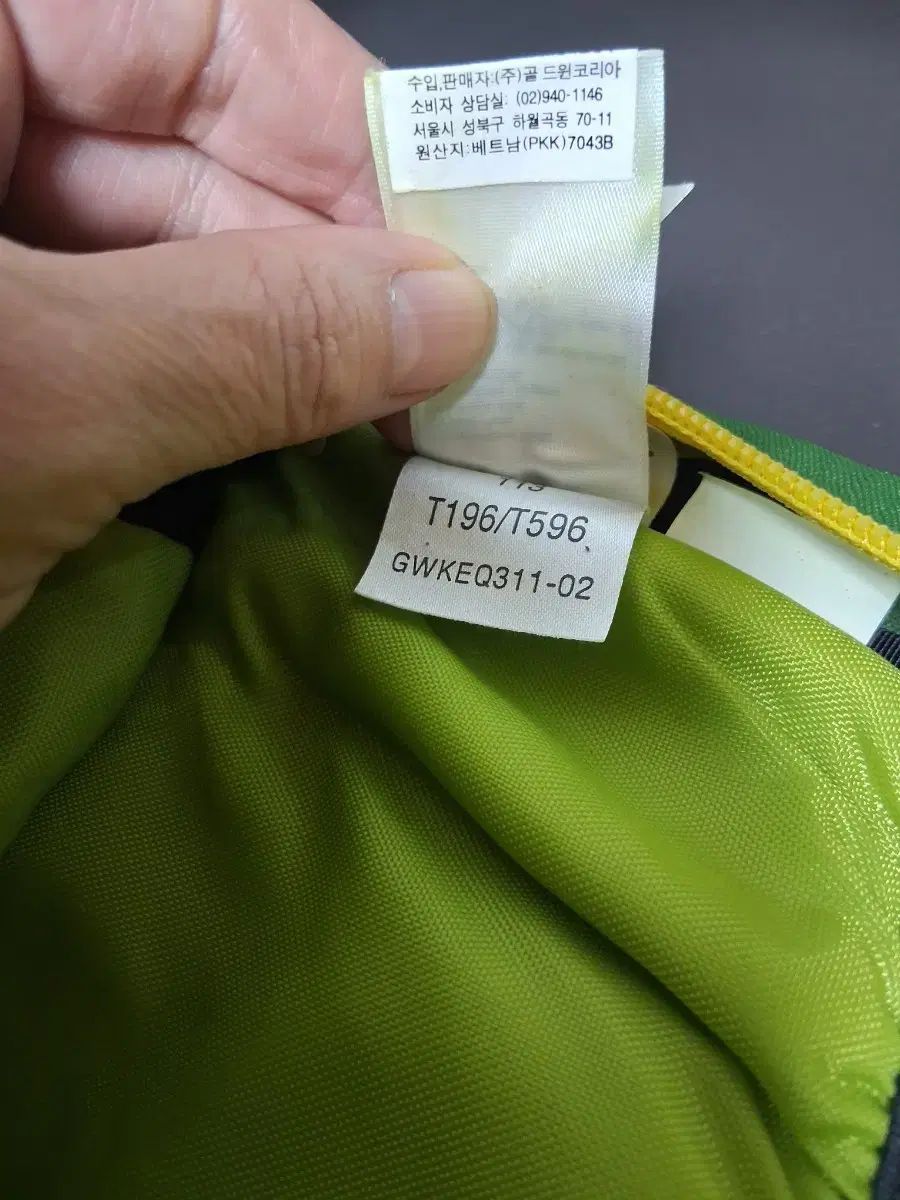 수입,판매자:(주)골 드윈코리아
소비자 상담실: (02)940-1146
서울시 성북구 하월곡동 70-11
원산지:베트남(PKK)7043B
T196/T596
GWKEQ311-02